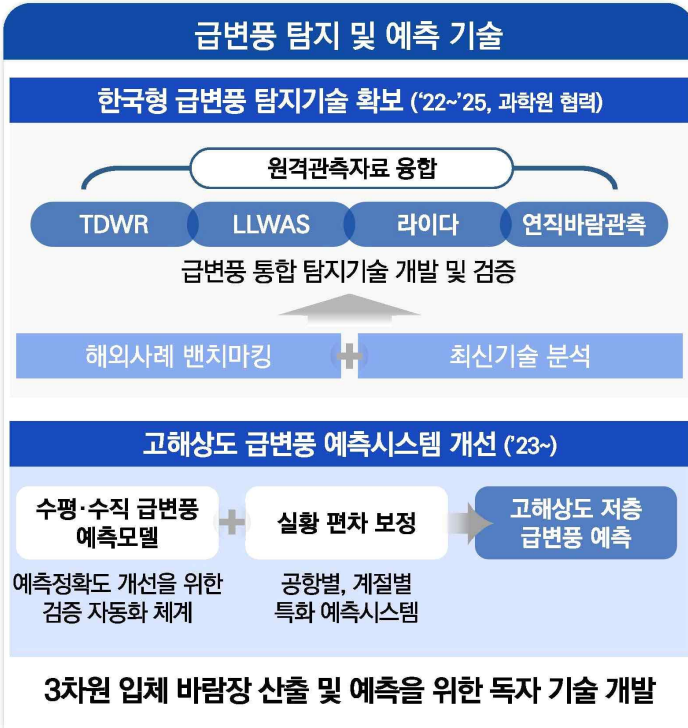 급변풍 탐지 및 예측 기술
한국형 급변풍 탐지기술 확보 ('22~'25, 과학원 협력)
원격관측자료 융합
TDWR LLWAS 라이다 연직바람관측
급변풍 통합 탐지기술 개발 및 검증
해외사례 밴치마킹 + 최신기술 분석
고해상도 급변풍 예측시스템 개선 ('23~)
수평·수직 급변풍
예측모델
+
실황 편차 보정
고해상도 저층
급변풍 예측
예측정확도 개선을 위한
검증 자동화 체계
공항별, 계절별
특화 예측시스템
3차원 입체 바람장 산출 및 예측을 위한 독자 기술 개발